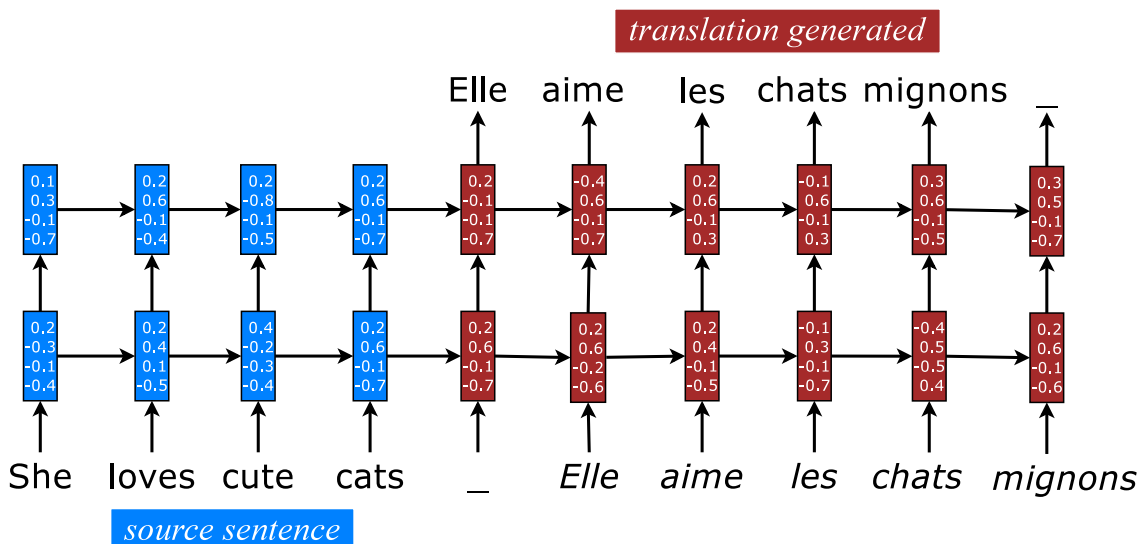 translation generated
Elle aime les chats mignons _
0.1 0.2 0.2 0.2 0.2 -0.4 0.2 -0.1 0.3 0.3
0.3 0.6 -0.8 0.6 -0.1 0.6 0.6 0.6 0.6 0.5
-0.1 -0.1 -0.1 -0.1 -0.1 -0.1 -0.1 -0.1 -0.1 -0.1
-0.7 -0.4 -0.5 -0.7 -0.7 -0.7 0.3 0.3 -0.5 -0.7
0.2 0.2 0.4 0.2 0.2 0.2 0.2 -0.1 -0.4 0.2
-0.3 0.4 -0.2 0.6 0.6 0.6 0.4 0.3 0.5 0.6
-0.1 0.1 -0.3 -0.1 -0.1 -0.2 -0.1 -0.1 -0.5 -0.1
-0.4 -0.5 -0.4 -0.7 -0.7 -0.6 -0.5 -0.7 0.4 -0.6
She loves cute cats _ Elle aime les chats mignons
source sentence